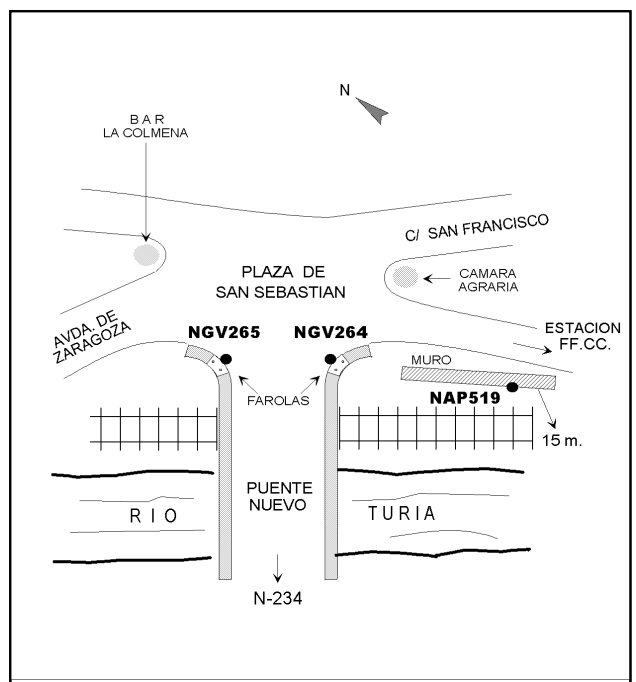 N
BAR
LA COLMENA
C/ SAN FRANCISCO
PLAZA DE
SAN SEBASTIAN
CAMARA
AGRARIA
AVDA. DE
ZARAGOZA
NGV265
NGV264
ESTACION
FF.CC.
MURO
FAROLAS
NAP519
15 m.
PUENTE
NUEVO
RIO
TURIA
N-234